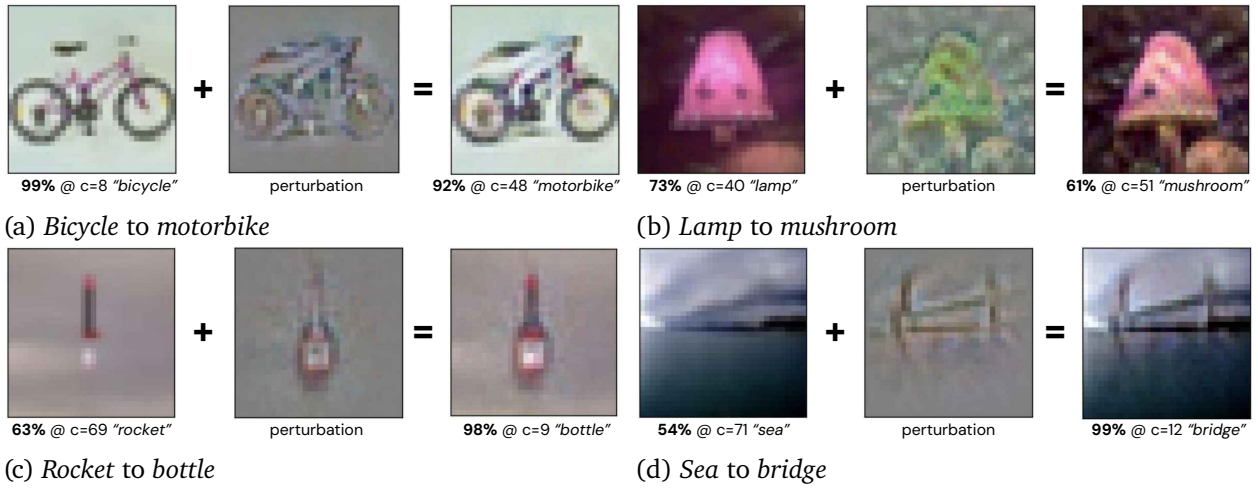 + = + =
99% @ c=8 “bicycle” perturbation 92% @ c=48 “motorbike” 73% @ c=40 “lamp” perturbation 61% @ c=51 “mushroom”
(a) Bicycle to motorbike (b) Lamp to mushroom
+ = + =
63% @ c=69 “rocket” perturbation 98% @ c=9 “bottle” 54% @ c=71 “sea” perturbation 99% @ c=12 “bridge”
(c) Rocket to bottle (d) Sea to bridge